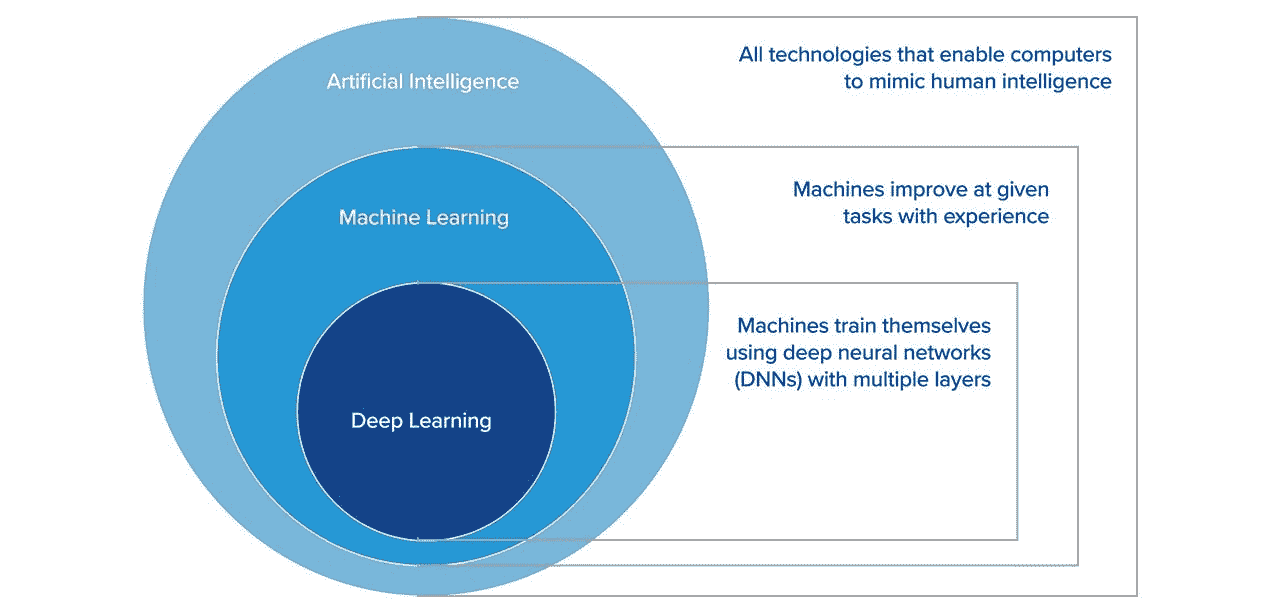 Artificial Intelligence
All technologies that enable computers
to mimic human intelligence
Machine Learning
Machines improve at given
tasks with experience
Deep Learning
Machines train themselves
using deep neural networks
(DNNs) with multiple layers